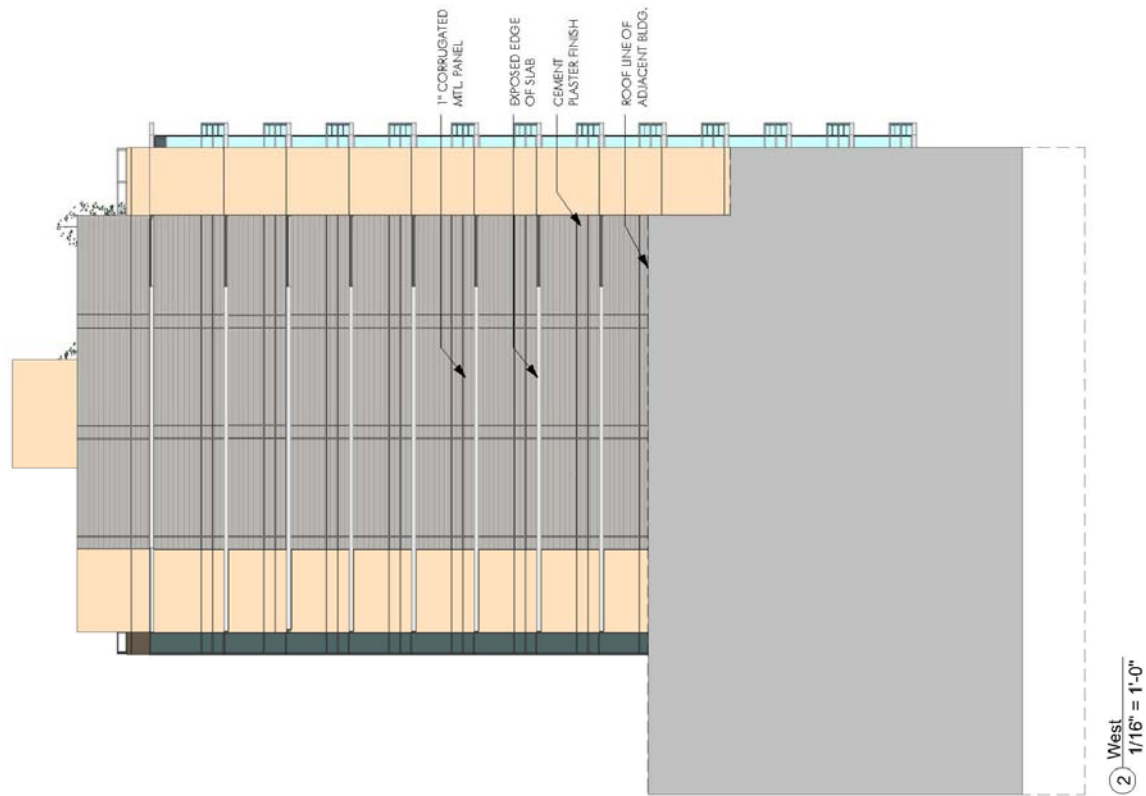 1" CORRUGATED
MTL. PANEL
EXPOSED EDGE
OF SLAB
CEMENT
PLASTER FINISH
ROOF LINE OF
ADJACENT BLDG.
2
West
1/16" = 1'-0"